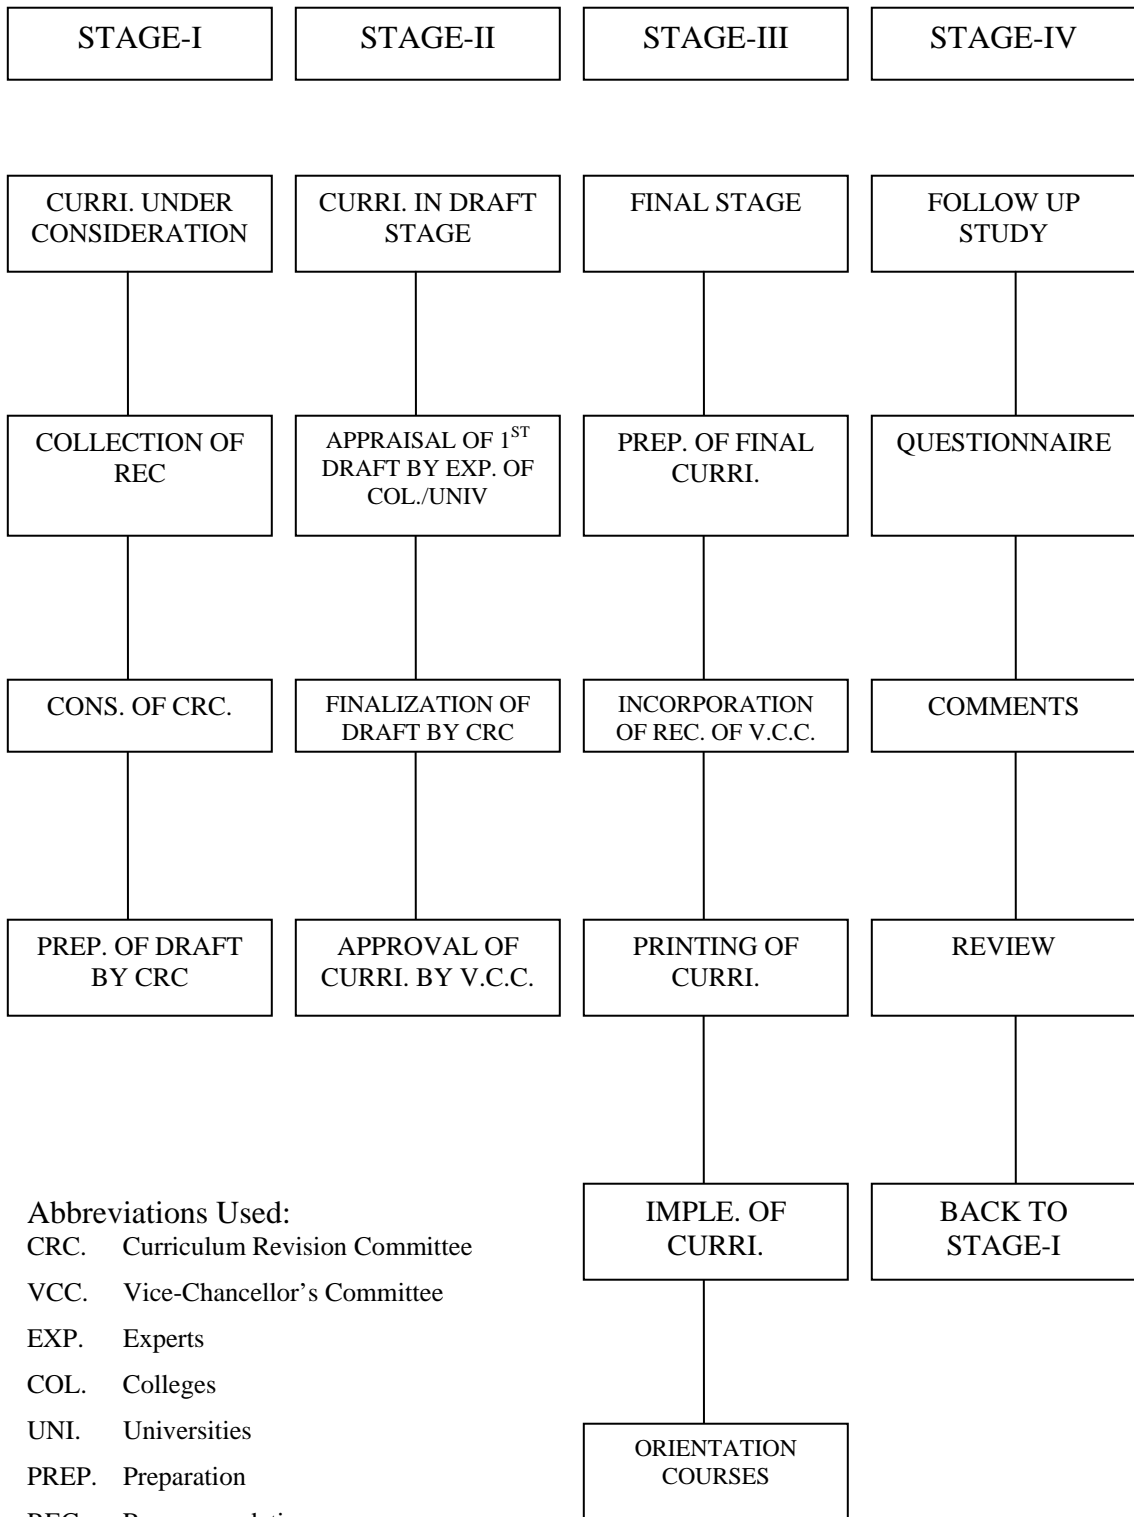 STAGE-I
STAGE-II
STAGE-III
STAGE-IV
CURRI. UNDER
CONSIDERATION
CURRI. IN DRAFT
STAGE
FINAL STAGE
FOLLOW UP
STUDY
COLLECTION OF
REC
APPRAISAL OF 1ST
DRAFT BY EXP. OF
COL./UNIV
PREP. OF FINAL
CURRI.
QUESTIONNAIRE
CONS. OF CRC.
FINALIZATION OF
DRAFT BY CRC
INCORPORATION
OF REC. OF V.C.C.
COMMENTS
PREP. OF DRAFT
BY CRC
APPROVAL OF
CURRI. BY V.C.C.
PRINTING OF
CURRI.
REVIEW
IMPLE. OF
CURRI.
BACK TO
STAGE-I
ORIENTATION
COURSES
Abbreviations Used:
CRC. Curriculum Revision Committee
VCC. Vice-Chancellor’s Committee
EXP. Experts
COL. Colleges
UNI. Universities
PREP. Preparation